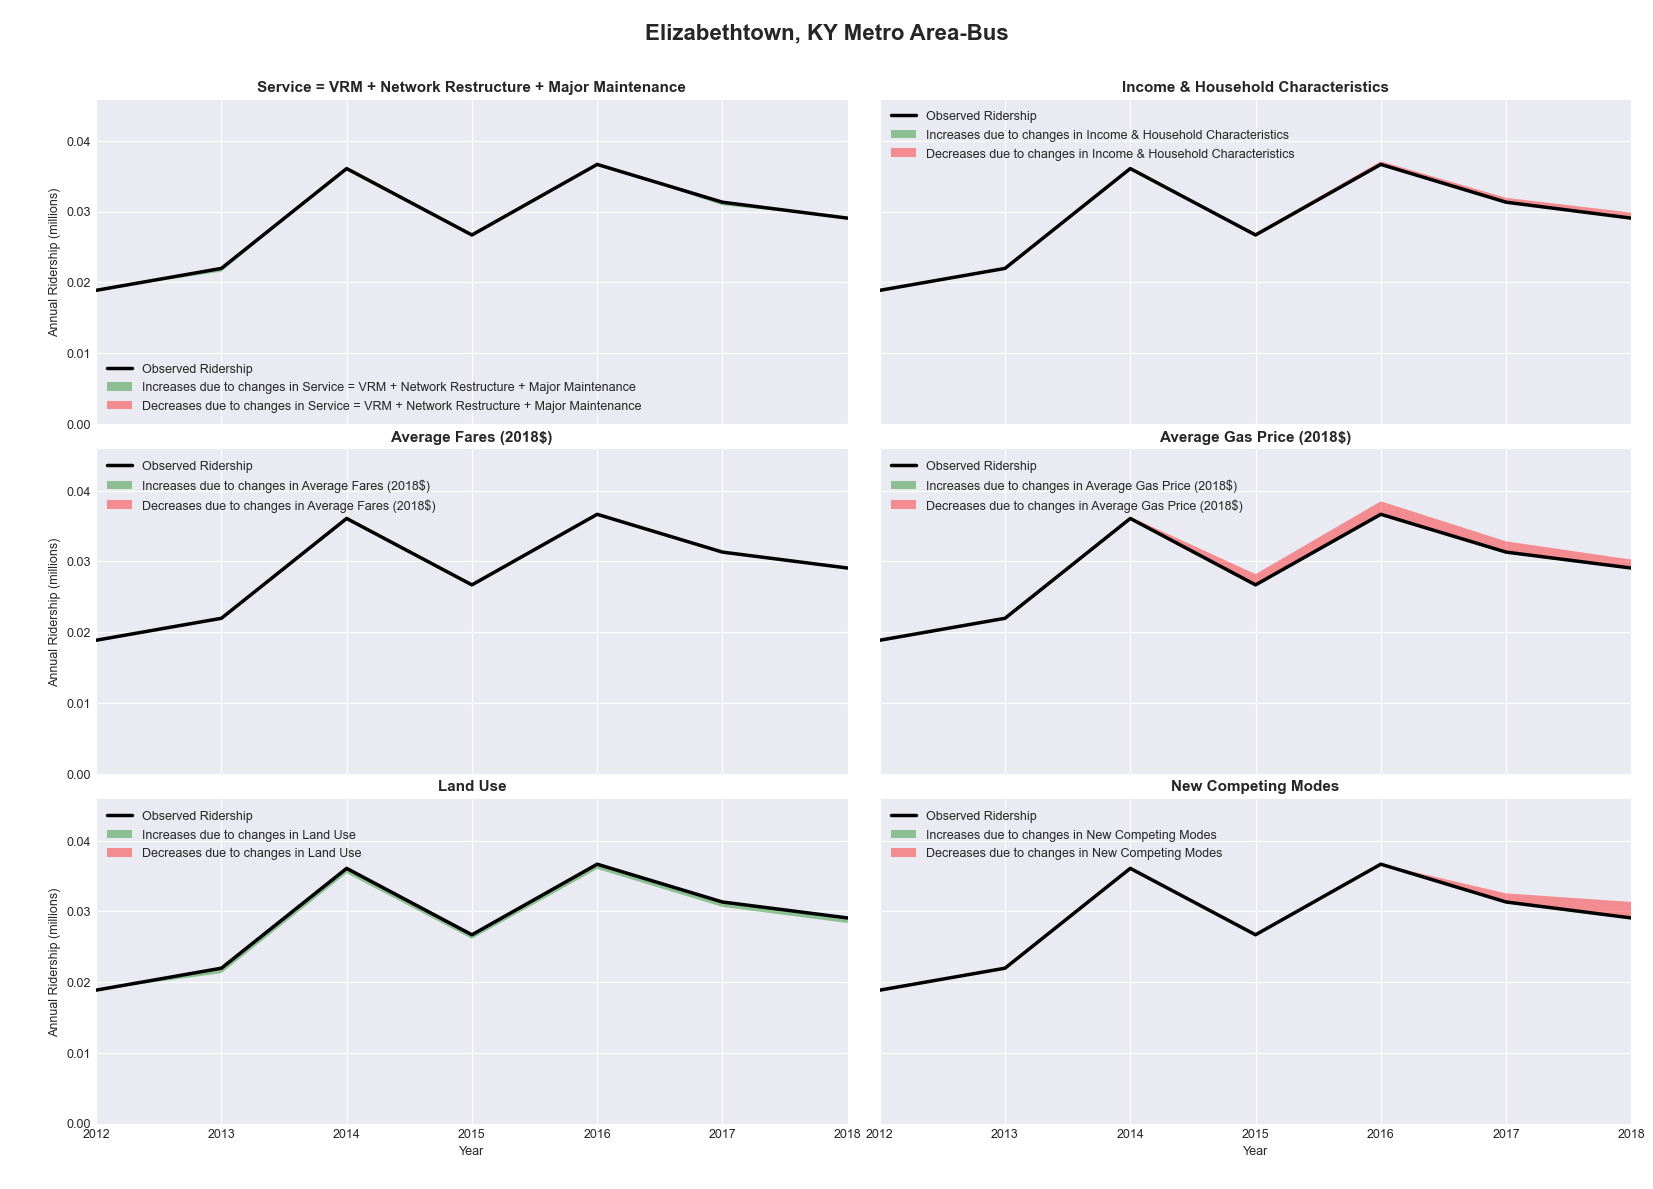 Elizabethtown, KY Metro Area-Bus
Service = VRM + Network Restructure + Major Maintenance
Annual Ridership (millions)
0.04
0.03
0.02
0.01
0.00
Observed Ridership
Increases due to changes in Service = VRM + Network Restructure + Major Maintenance
Decreases due to changes in Service = VRM + Network Restructure + Major Maintenance
Income & Household Characteristics
Observed Ridership
Increases due to changes in Income & Household Characteristics
Decreases due to changes in Income & Household Characteristics
Average Fares (2018$)
Annual Ridership (millions)
0.04
0.03
0.02
0.01
0.00
Observed Ridership
Increases due to changes in Average Fares (2018$)
Decreases due to changes in Average Fares (2018$)
Average Gas Price (2018$)
Observed Ridership
Increases due to changes in Average Gas Price (2018$)
Decreases due to changes in Average Gas Price (2018$)
Land Use
Annual Ridership (millions)
0.04
0.03
0.02
0.01
0.00
Observed Ridership
Increases due to changes in Land Use
Decreases due to changes in Land Use
2012 2013 2014 2015 2016 2017 2018
Year
New Competing Modes
Observed Ridership
Increases due to changes in New Competing Modes
Decreases due to changes in New Competing Modes
2012 2013 2014 2015 2016 2017 2018
Year